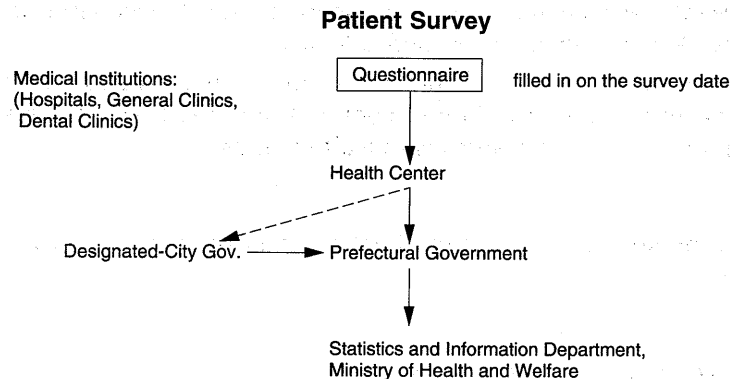 Patient Survey
Medical Institutions:
(Hospitals, General Clinics,
Dental Clinics)
Questionnaire
filled in on the survey date
Health Center
Designated-City Gov.
Prefectural Government
Statistics and Information Department,
Ministry of Health and Welfare